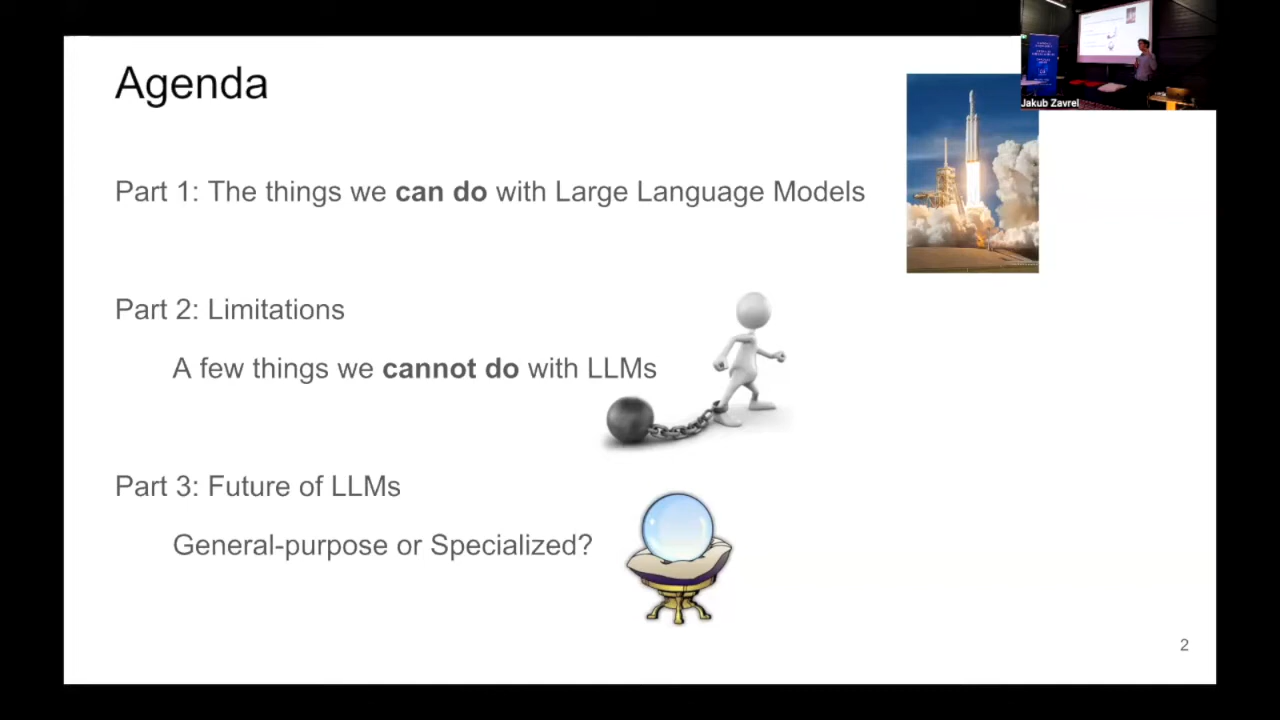 Agenda
Jakub Zavrel
Part 1: The things we can do with Large Language Models
Part 2: Limitations
A few things we cannot do with LLMs
Part 3: Future of LLMs
General-purpose or Specialized?
2